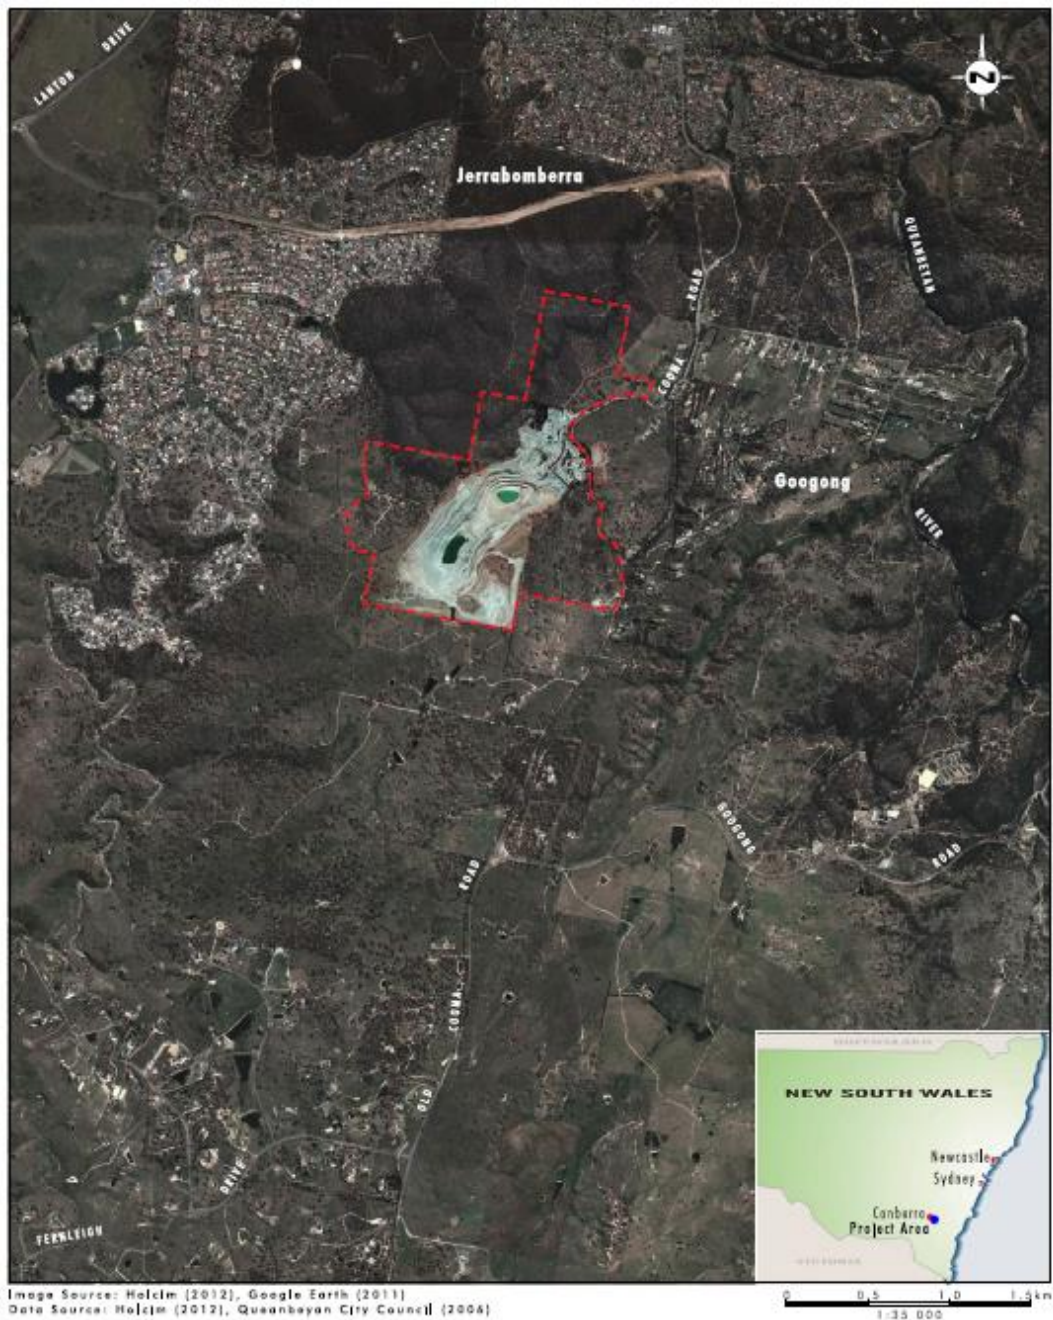 LANYON DRIVE
N
Jerrabomberra
QUEANBEYAN
ROAD
COOMA
Googong
RIVER
GOOGONG
ROAD
ROAD
COOMA
OLD
DRIVE
FERNLEIGH
QUEENSLAND
NEW SOUTH WALES
Newcastle
Sydney
Canberra
Project Area
VICTORIA
Image Source: Holcim (2012), Google Earth (2011)
Data Source: Holcim (2012), Queanbeyan City Council (2006)
0 0.5 1.0 1.5km
1:35 000